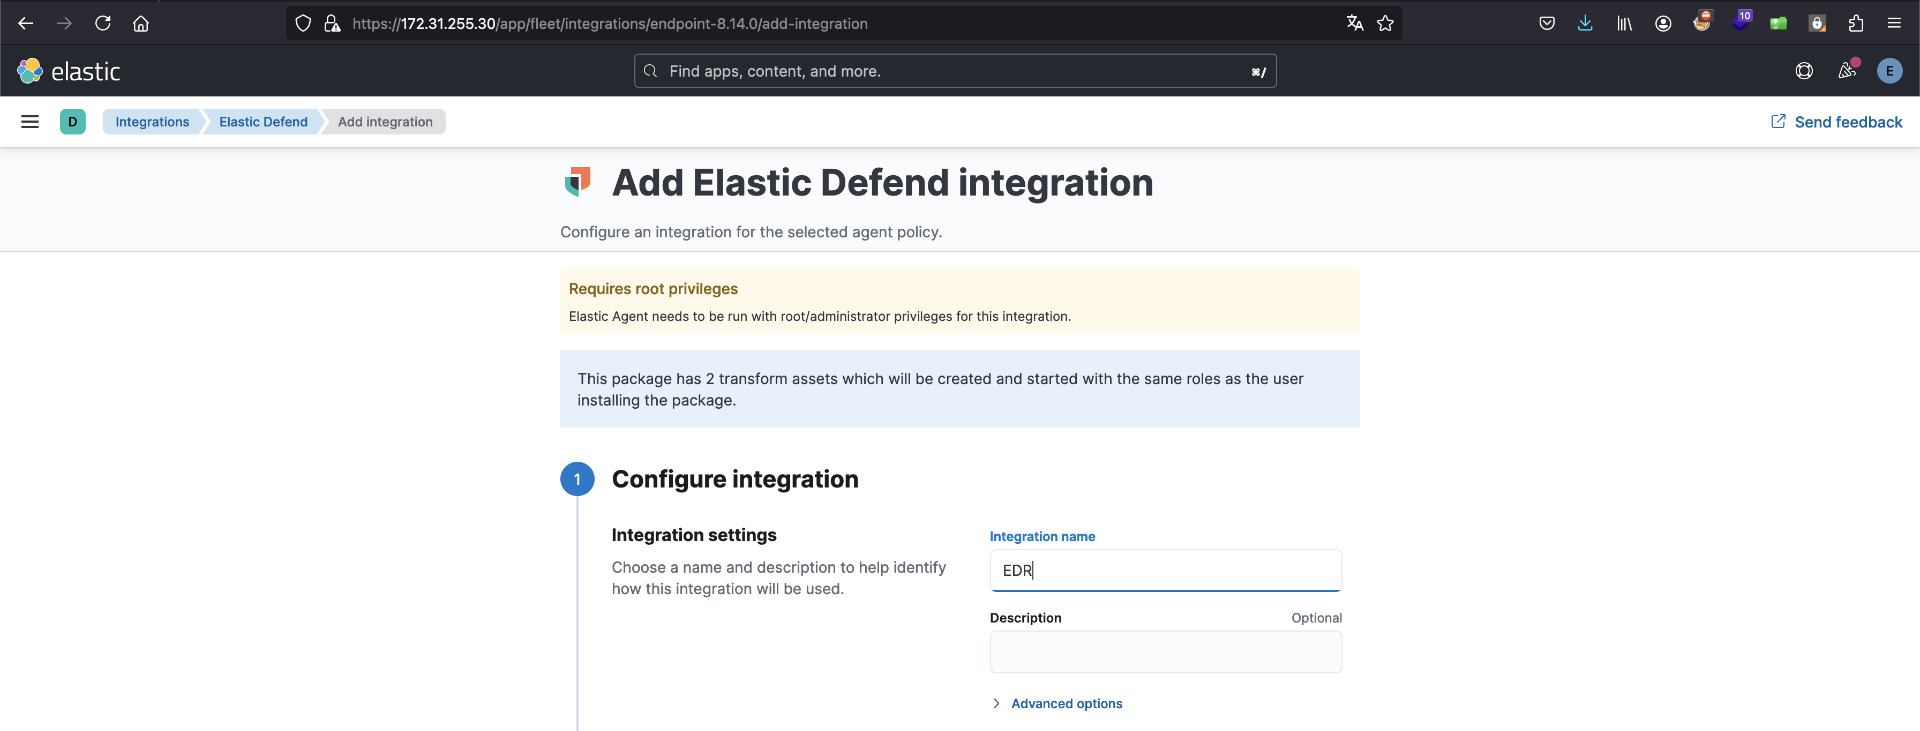 https://172.31.255.30/app/fleet/integrations/endpoint-8.14.0/add-integration
10
elastic
Find apps, content, and more.
⌘/
E
D
Integrations
Elastic Defend
Add integration
Send feedback
Add Elastic Defend integration
Configure an integration for the selected agent policy.
Requires root privileges
Elastic Agent needs to be run with root/administrator privileges for this integration.
This package has 2 transform assets which will be created and started with the same roles as the user
installing the package.
1
Configure integration
Integration settings
Choose a name and description to help identify
how this integration will be used.
Integration name
EDR
Description
Optional
Advanced options